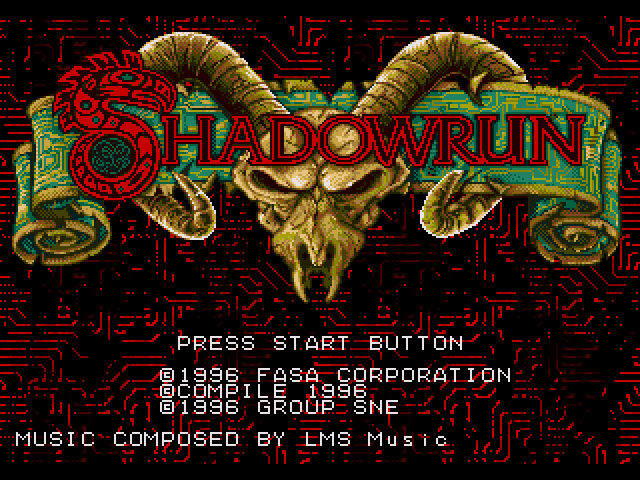 SHADOWRUN
PRESS START BUTTON
©1996 FASA CORPORATION
©COMPILE 1996
©1996 GROUP SNE
MUSIC COMPOSED BY LMS Music